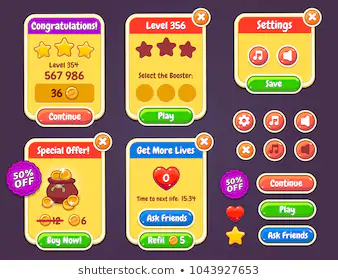 Congratulations!
Level 354
567 986
36
Continue
Level 356
Select the Booster:
Play
Settings
Save
Special Offer!
50%
OFF
12 6
Buy Now!
Get More Lives
0
Time to next life: 15:34
Ask Friends
Refil 5
50%
OFF
Continue
Play
Ask Friends
shutterstock.com • 1043927653